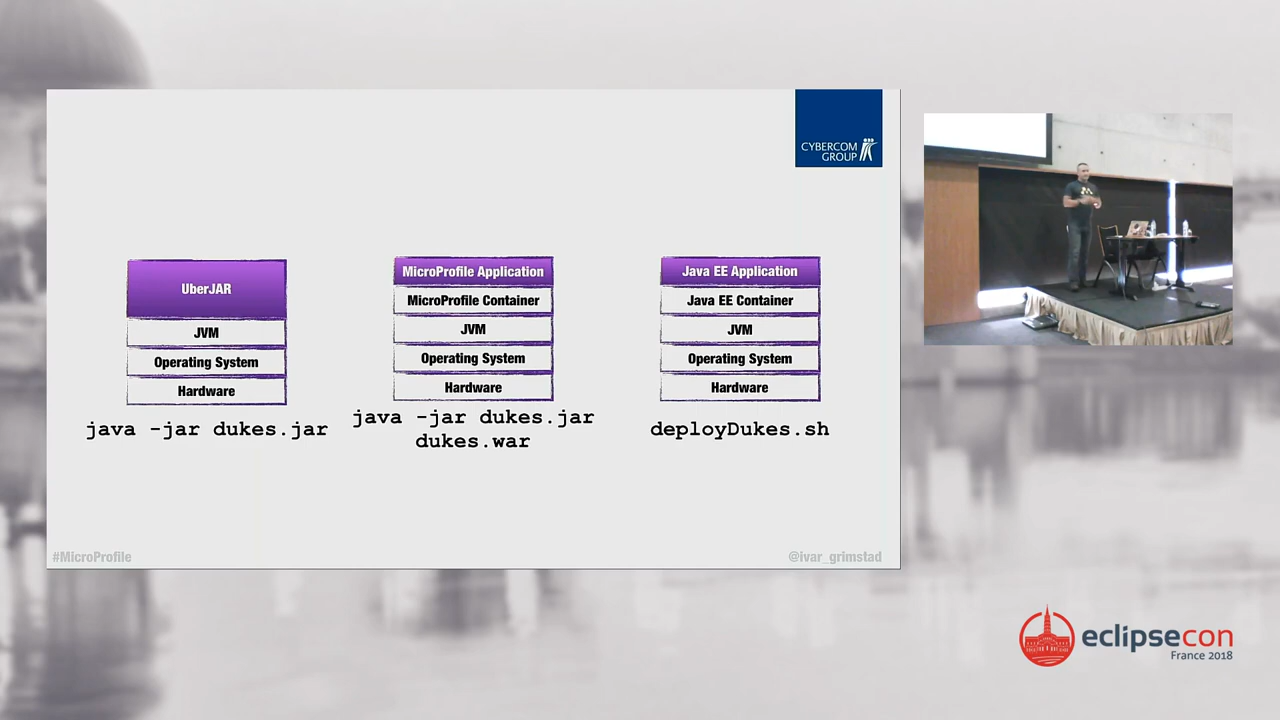 CYBERCOM
GROUP
UberJAR
JVM
Operating System
Hardware
java -jar dukes.jar
MicroProfile Application
MicroProfile Container
JVM
Operating System
Hardware
java -jar dukes.jar
dukes.war
Java EE Application
Java EE Container
JVM
Operating System
Hardware
deployDukes.sh
#MicroProfile
@ivar_grimstad
eclipsecon
France 2018